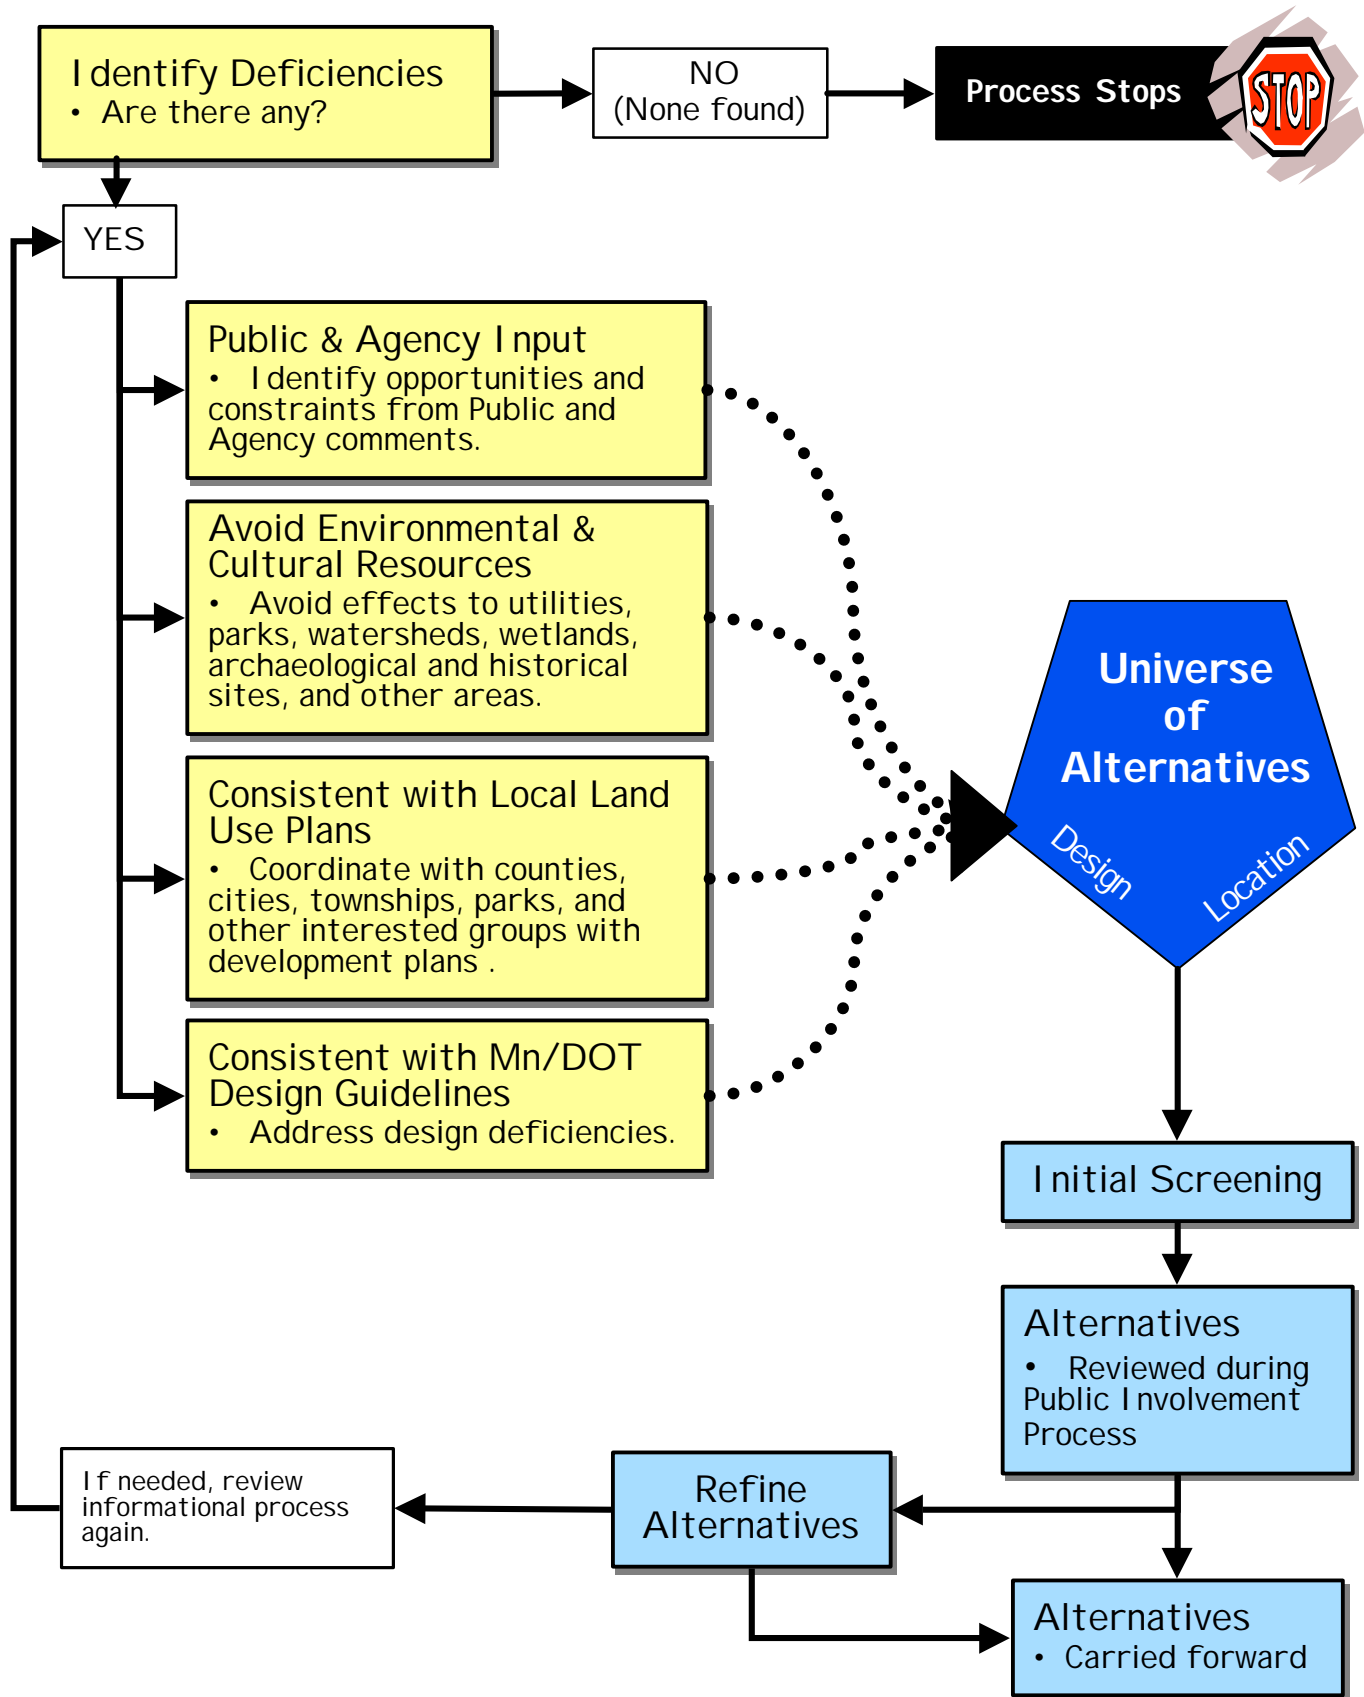 Identify Deficiencies
• Are there any?
NO
(None found)
Process Stops
STOP
YES
Public & Agency Input
• Identify opportunities and
constraints from Public and
Agency comments.
Avoid Environmental &
Cultural Resources
• Avoid effects to utilities,
parks, watersheds, wetlands,
archaeological and historical
sites, and other areas.
Consistent with Local Land
Use Plans
• Coordinate with counties,
cities, townships, parks, and
other interested groups with
development plans .
Consistent with Mn/DOT
Design Guidelines
• Address design deficiencies.
Universe
of
Alternatives
Design
Location
Initial Screening
Alternatives
• Reviewed during
Public Involvement
Process
Refine
Alternatives
If needed, review
informational process
again.
Alternatives
• Carried forward